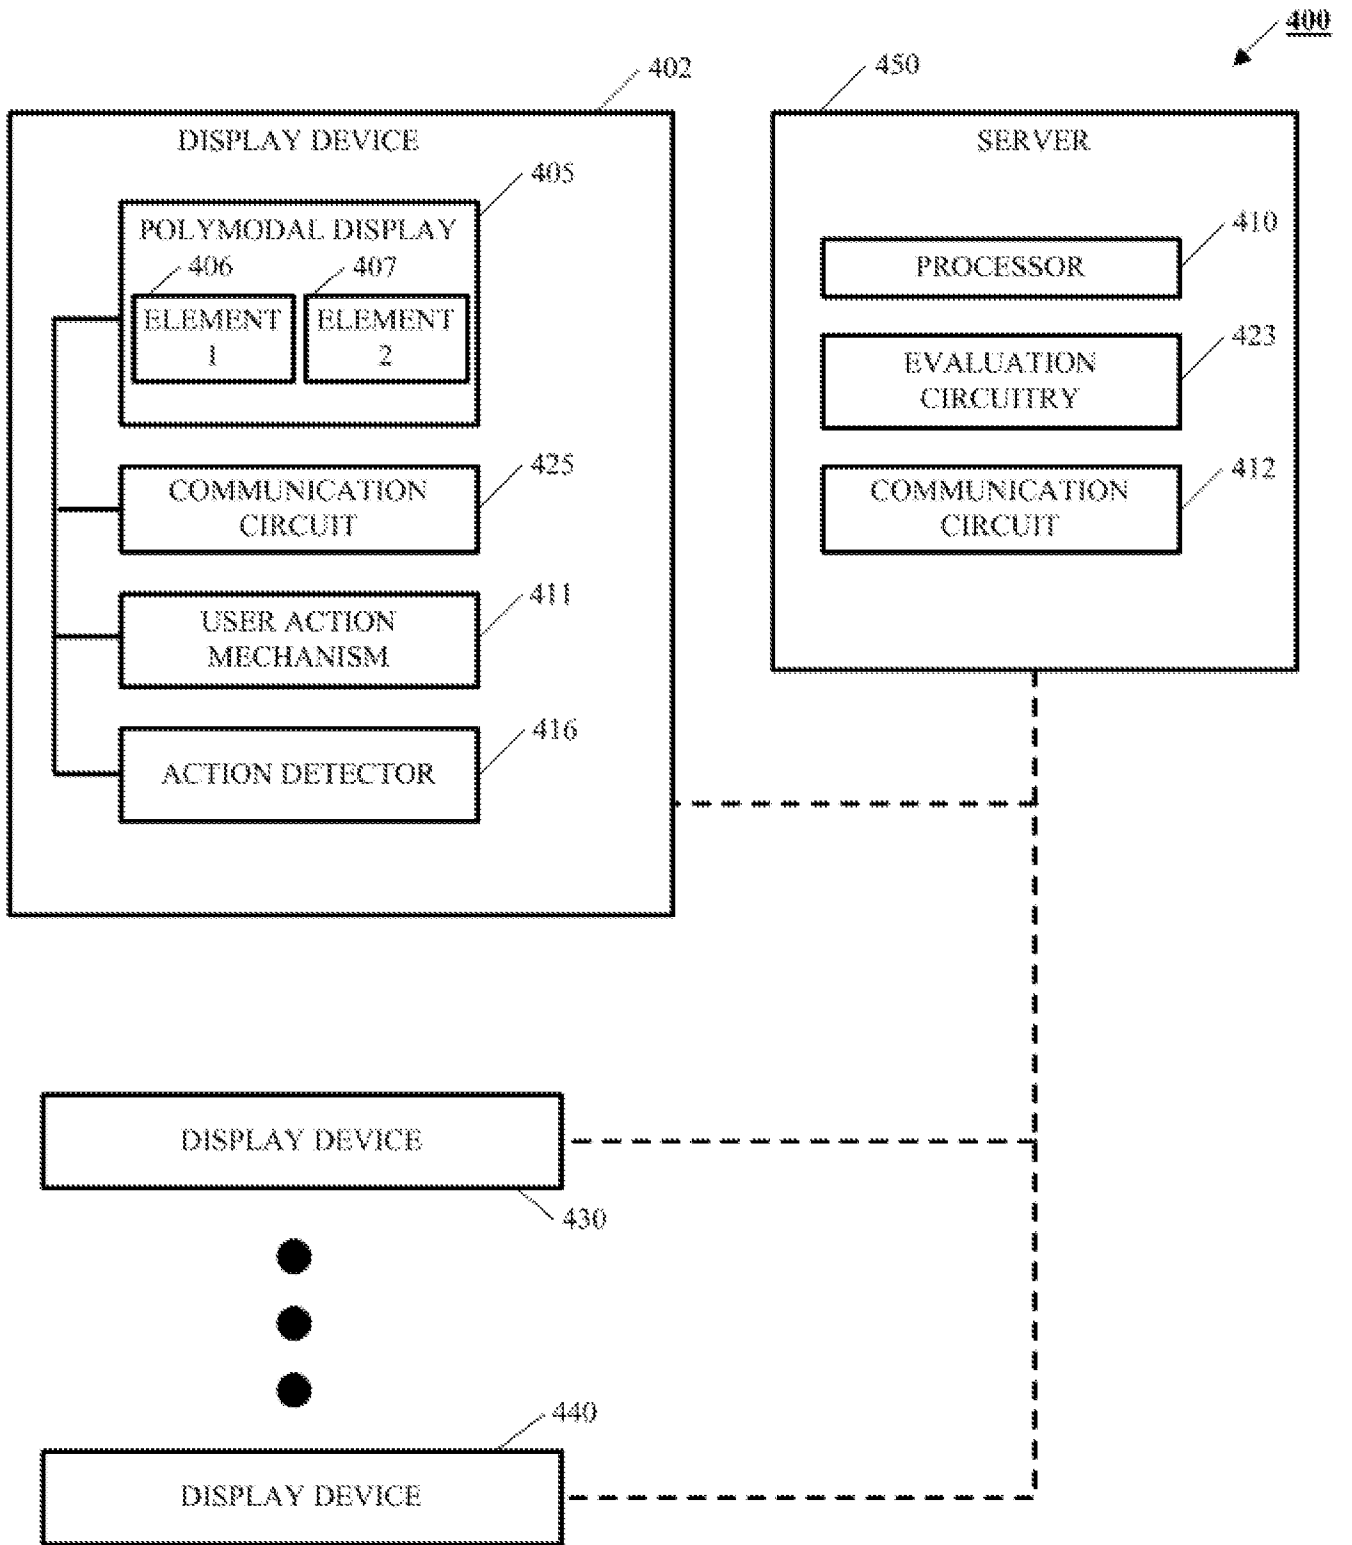 400
402
450
DISPLAY DEVICE
SERVER
405
POLYMODAL DISPLAY
406
407
ELEMENT
1
ELEMENT
2
410
PROCESSOR
423
EVALUATION
CIRCUITRY
425
COMMUNICATION
CIRCUIT
412
COMMUNICATION
CIRCUIT
411
USER ACTION
MECHANISM
416
ACTION DETECTOR
DISPLAY DEVICE
430
440
DISPLAY DEVICE